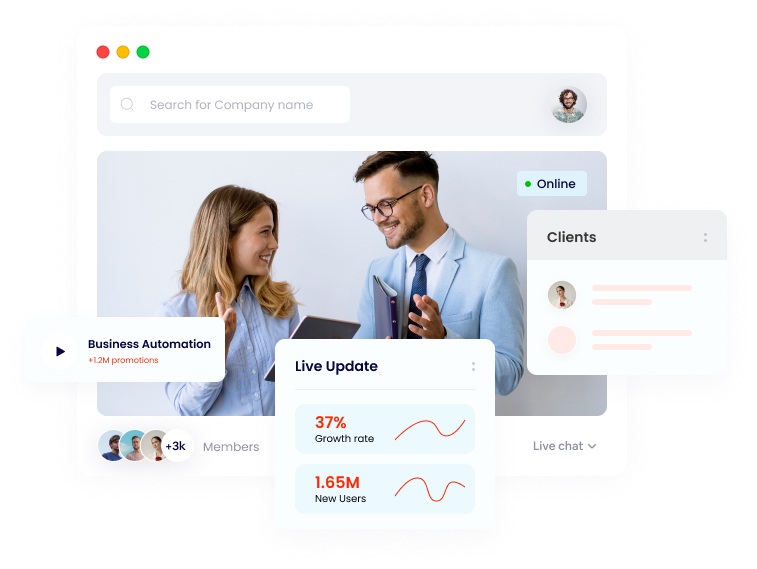 Search for Company name
Online
Clients
Business Automation
+1.2M promotions
Live Update
37%
Growth rate
1.65M
New Users
+3k
Members
Live chat